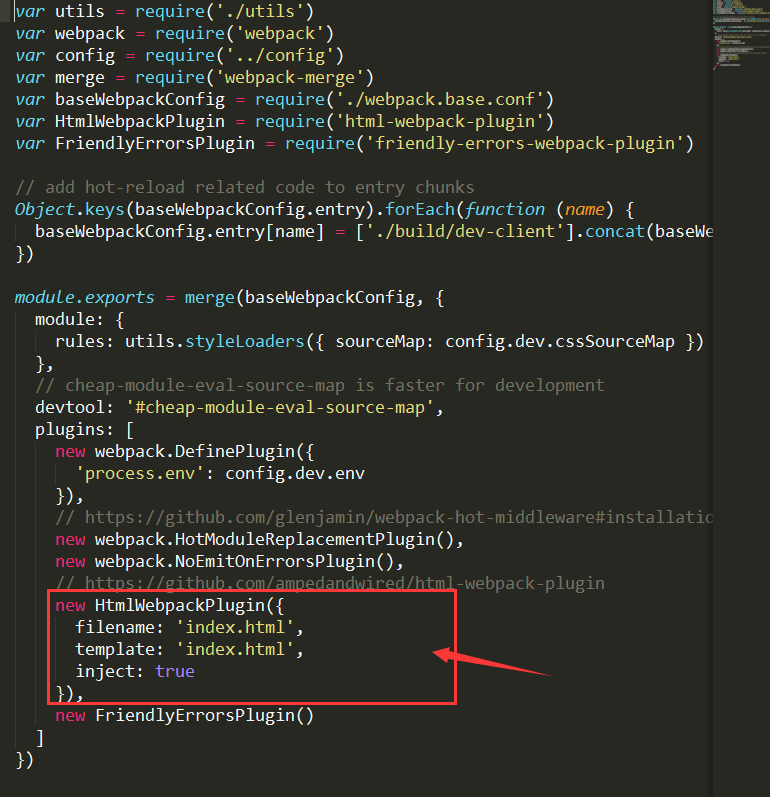 var utils = require('./utils')
var webpack = require('webpack')
var config = require('../config')
var merge = require('webpack-merge')
var baseWebpackConfig = require('./webpack.base.conf')
var HtmlWebpackPlugin = require('html-webpack-plugin')
var FriendlyErrorsPlugin = require('friendly-errors-webpack-plugin')
// add hot-reload related code to entry chunks
Object.keys(baseWebpackConfig.entry).forEach(function (name) {
  baseWebpackConfig.entry[name] = ['./build/dev-client'].concat(baseWe
})
module.exports = merge(baseWebpackConfig, {
  module: {
    rules: utils.styleLoaders({ sourceMap: config.dev.cssSourceMap })
  },
  // cheap-module-eval-source-map is faster for development
  devtool: '#cheap-module-eval-source-map',
  plugins: [
    new webpack.DefinePlugin({
      'process.env': config.dev.env
    }),
    // https://github.com/glenjamin/webpack-hot-middleware#installatio
    new webpack.HotModuleReplacementPlugin(),
    new webpack.NoEmitOnErrorsPlugin(),
    // https://github.com/ampedandwired/html-webpack-plugin
    new HtmlWebpackPlugin({
      filename: 'index.html',
      template: 'index.html',
      inject: true
    }),
    new FriendlyErrorsPlugin()
  ]
})